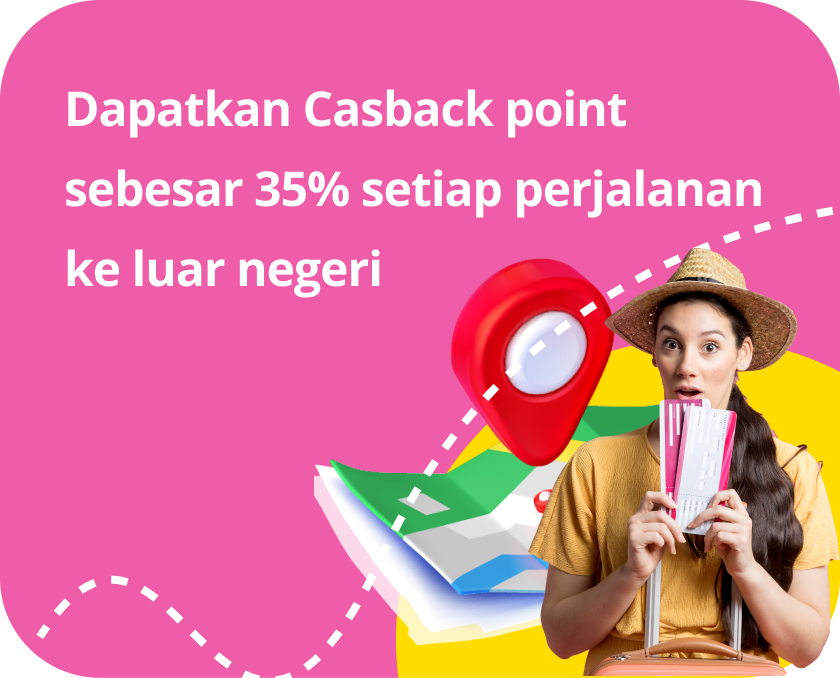 Dapatkan Casback point
sebesar 35% setiap perjalanan
ke luar negeri